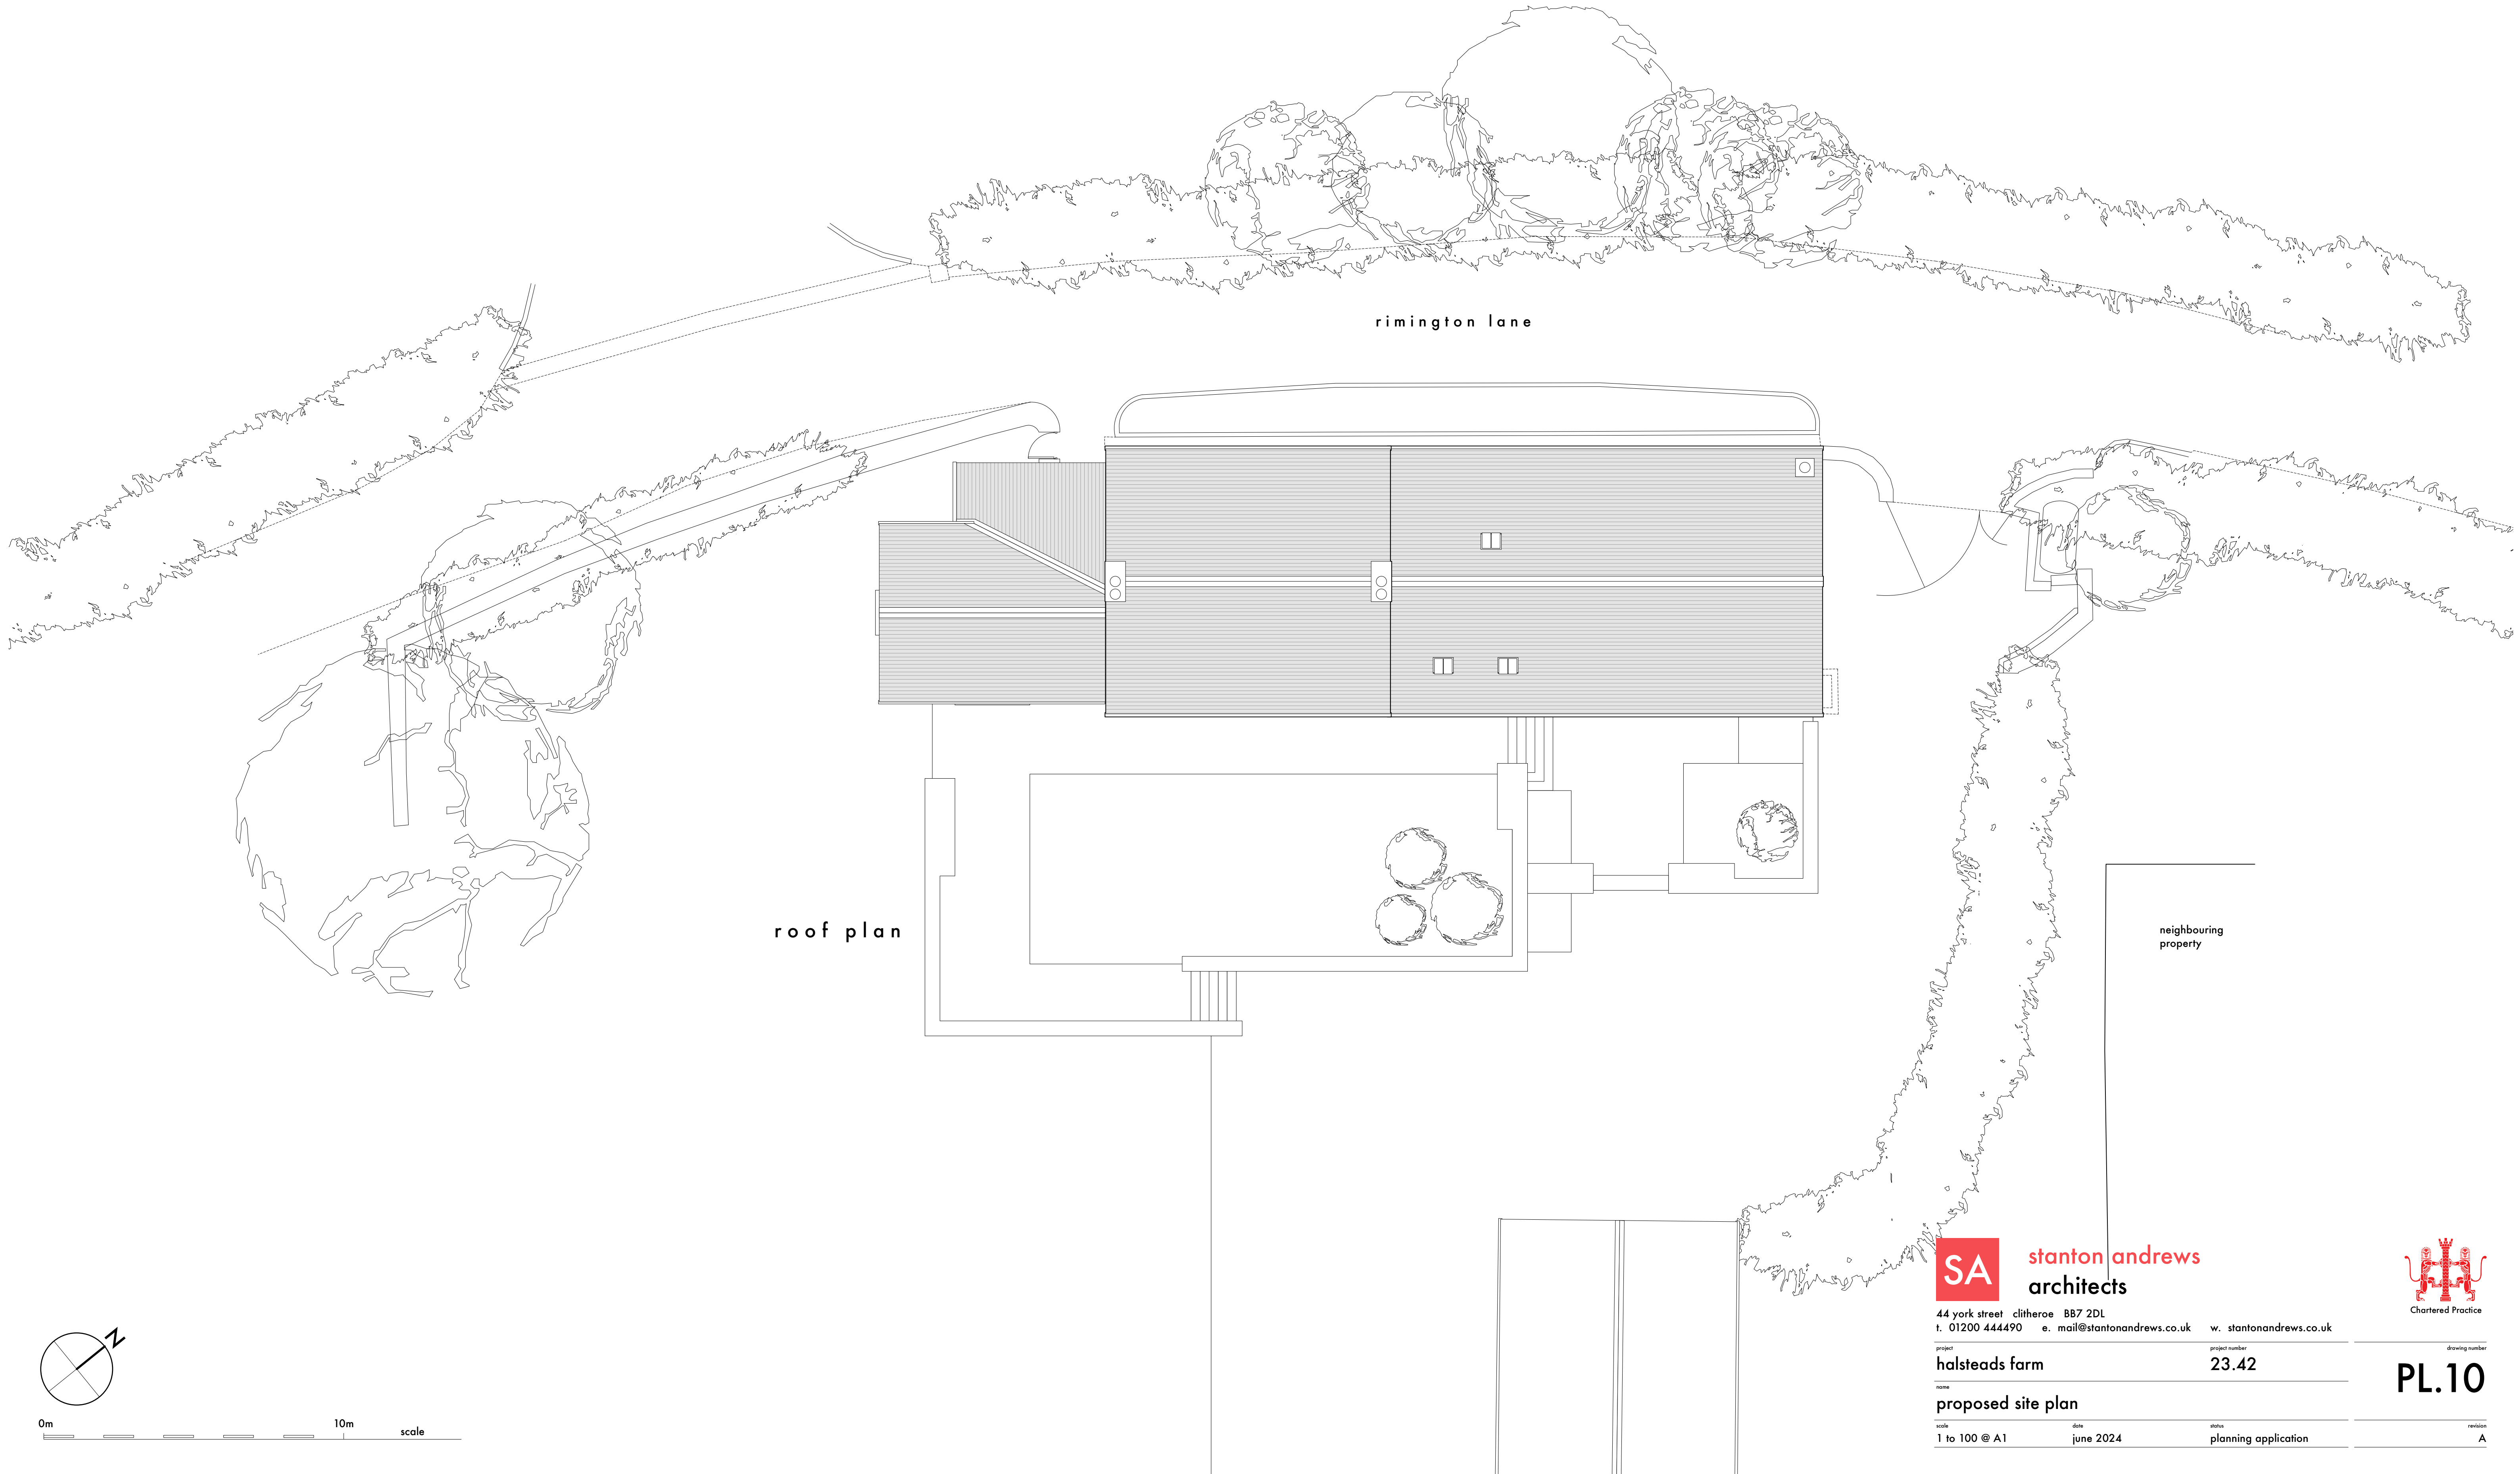 rimington lane
roof plan
neighbouring
property
N
0m 10m scale
SA
stanton andrews
architects
Chartered Practice
44 york street clitheroe BB7 2DL
t. 01200 444490 e. mail@stantonandrews.co.uk w. stantonandrews.co.uk
project project number drawing number
halsteads farm 23.42 PL.10
name
proposed site plan
scale date status revision
1 to 100 @ A1 june 2024 planning application A